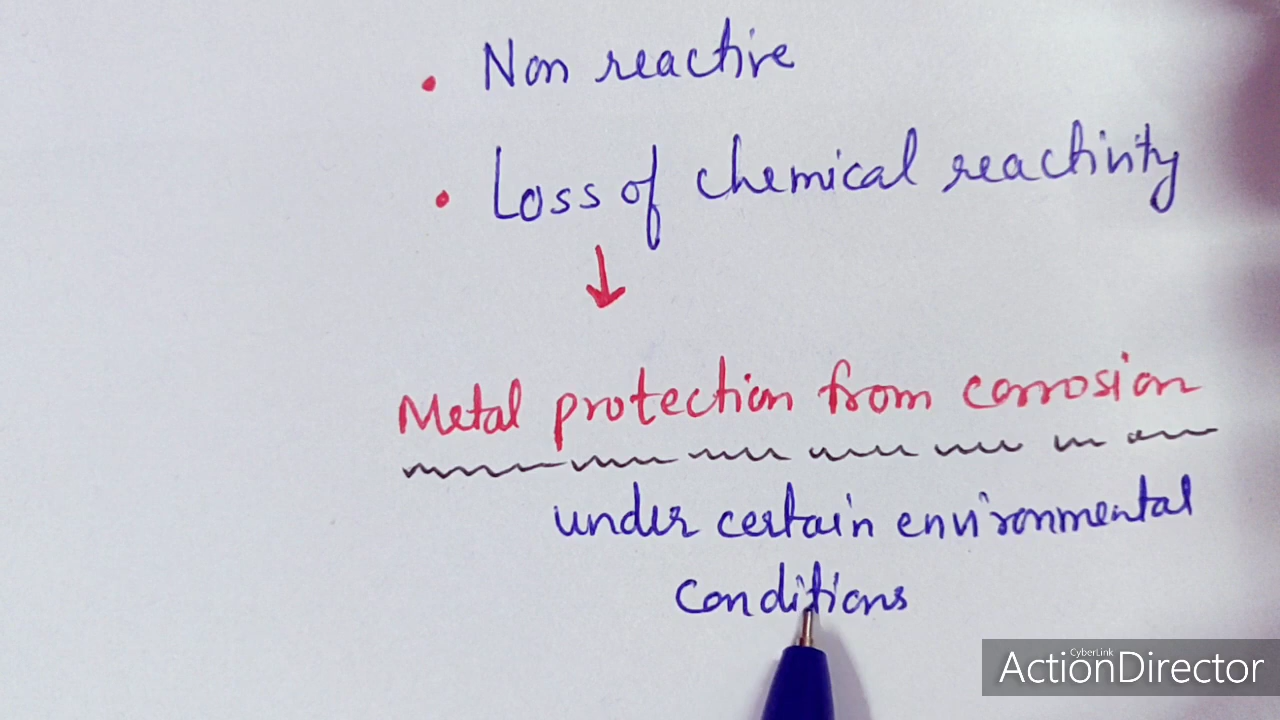 • Non reactive
• Loss of chemical reactivity
↓
Metal protection from corrosion
under certain environmental
conditions
CyberLink
ActionDirector